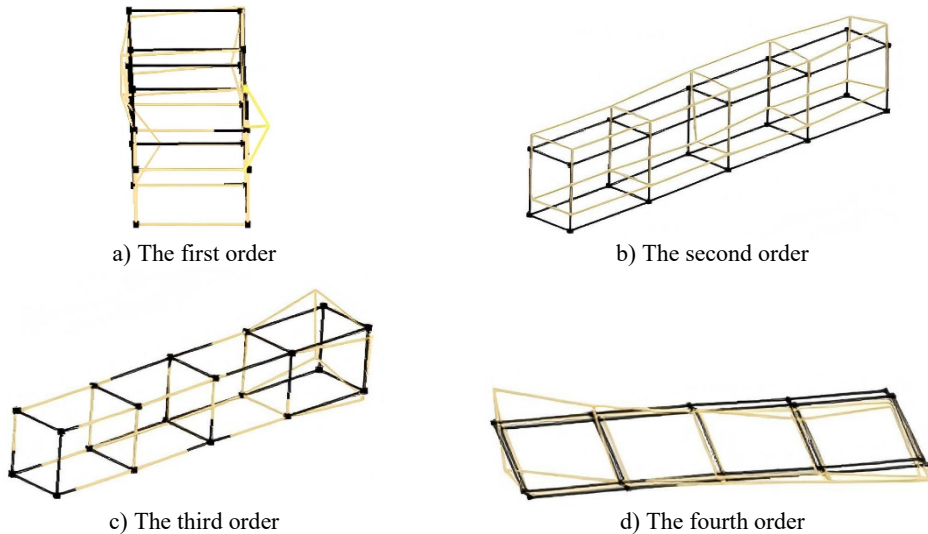 a) The first order
b) The second order
c) The third order
d) The fourth order